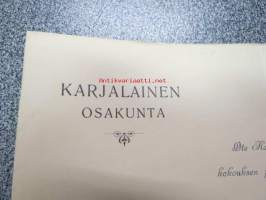 KARJALAINEN
OSAKUNTA
antikvariaatti.net
kokouksen